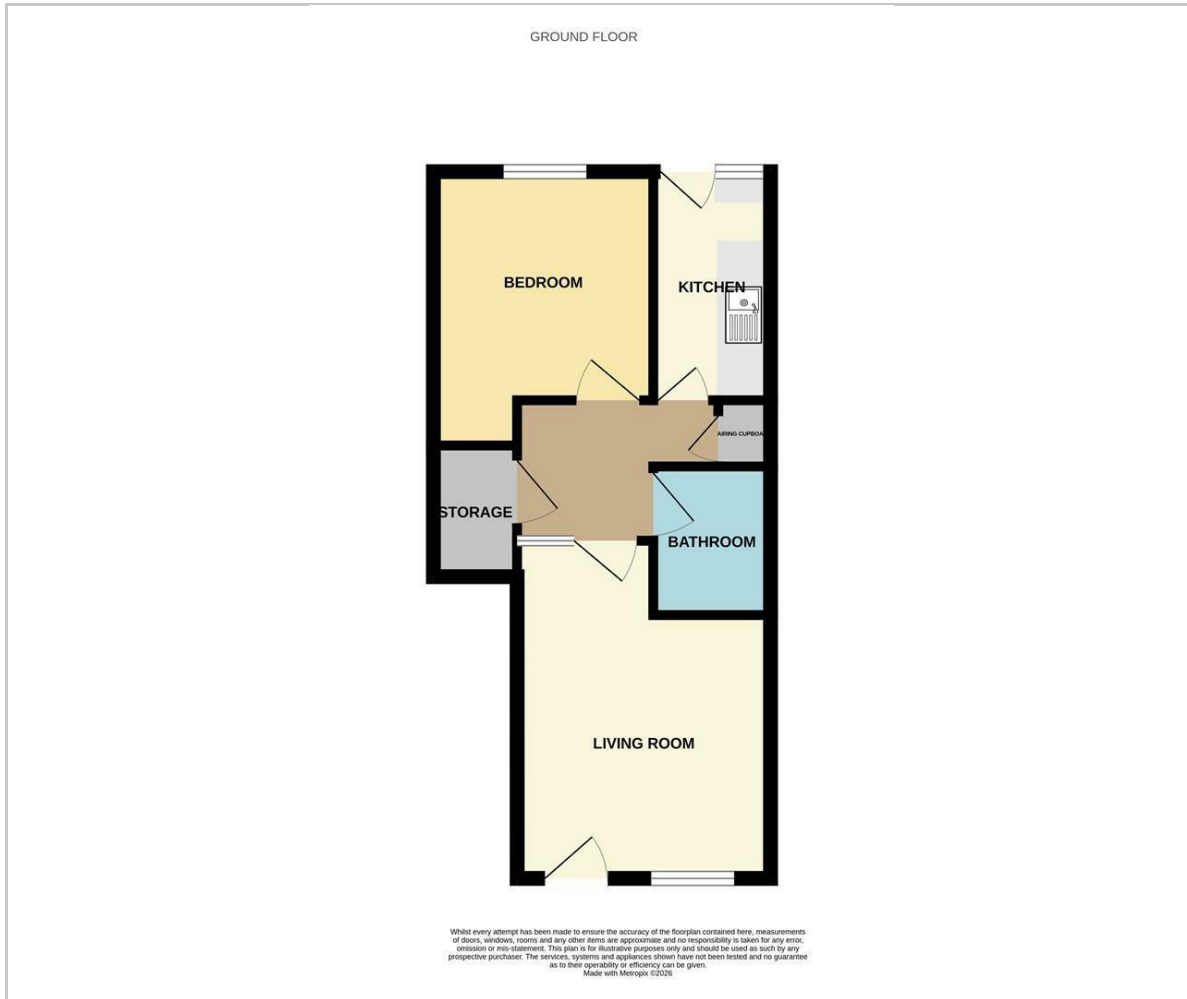 GROUND FLOOR
BEDROOM
KITCHEN
AIRING CUPBOA
STORAGE
BATHROOM
LIVING ROOM
Whilst every attempt has been made to ensure the accuracy of the floorplan contained here, measurements
of doors, windows, rooms and any other items are approximate and no responsibility is taken for any error,
omission or mis-statement. This plan is for illustrative purposes only and should be used as such by any
prospective purchaser. The services, systems and appliances shown have not been tested and no guarantee
as to their operability or efficiency can be given.
Made with Metropix ©2026